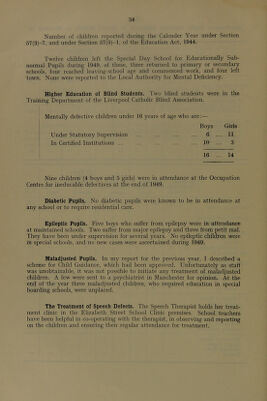 34
Number of children reported during the Calender Year under Section
57(3)-7, and under Section 57(5)-1, of the Education Act, 1944.
Twelve children left the Special Day School for Educationally Sub-
normal Pupils during 1949, of these, three returned to primary or secondary
schools, four reached leaving-school age and commenced work, and four left
town. None were reported to the Local Authority for Mental Deficiency.
Higher Education of Blind Students. Two blind students were in the
Training Department of the Liverpool Catholic Blind Association.
Mentally defective children under 16 years of age who are:—
Boys Girls
Under Statutory Supervision ... ... ... ... 6 ... 11
In Certified Institutions ... ... ... ... 10 ... 3
16 ... 14
Nine children (4 boys and 5 girls) were in attendance at the Occupation
Centre for ineducable defectives at the end of 1949.
Diabetic Pupils. No diabetic pupils were known to be in attendance at
any school or to require residential care.
Epileptic Pupils. Five boys who suffer from epilepsy were in attendance
at maintained schools. Two suffer from major epilepsy and three from petit mal.
They have been under supervision for several years. No epileptic children were
in special schools, and no new cases were ascertained during 1949.
Maladjusted Pupils. In my report for the previous year, I described a
scheme for Child Guidance, which had been approved. Unfortunately as staff
was unobtainable, it was not possible to initiate any treatment of maladjusted
children. A few were sent to a psychiatrist in Manchester for opinion. At the
end of the year three maladjusted children, who required education in special
boarding schools, were unplaced.
The Treatment of Speech Defects. The Speech Therapist holds her treat-
ment clinic in the Elizabeth Street School Clinic premises. School teachers
have been helpful in co-operating with the therapist, in observing and reporting
on the children and ensuring their regular attendance for treatment.